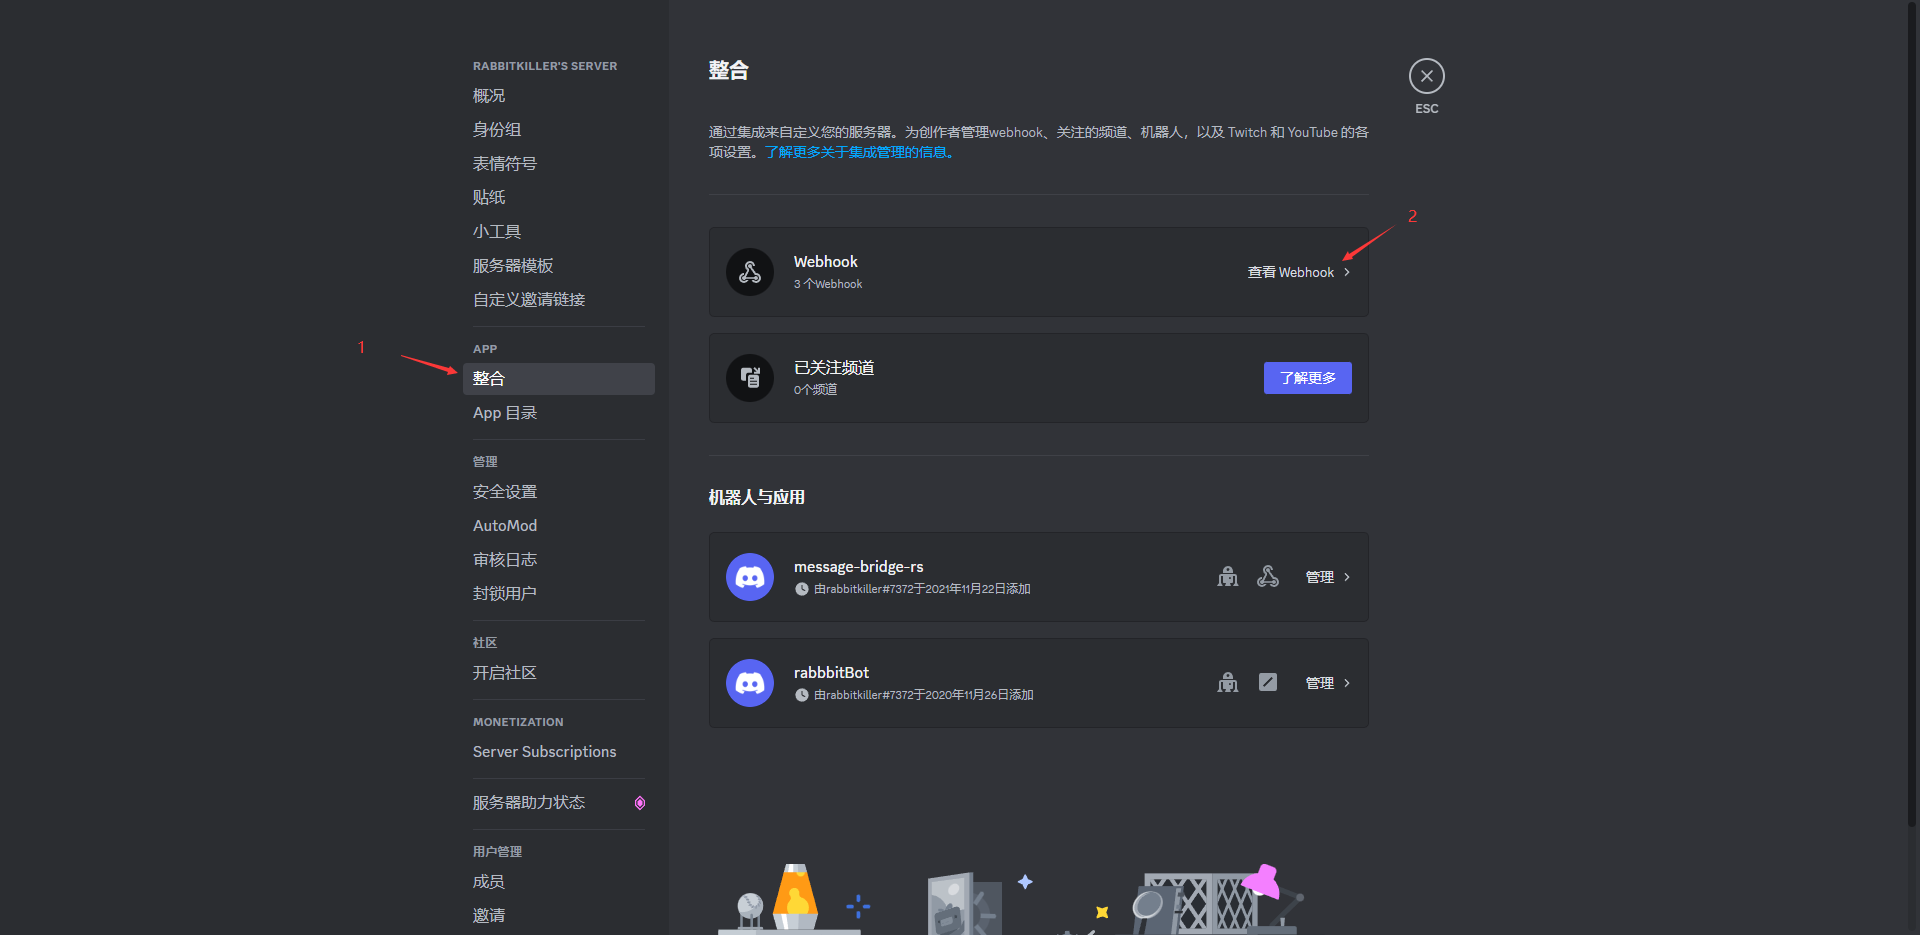 RABBITKILLER'S SERVER
概况
身份组
表情符号
贴纸
小工具
服务器模板
自定义邀请链接
APP
整合
App 目录
管理
安全设置
AutoMod
审核日志
封锁用户
社区
开启社区
MONETIZATION
Server Subscriptions
服务器助力状态
用户管理
成员
邀请
1
整合
ESC
通过集成来自定义您的服务器。为创作者管理webhook、关注的频道、机器人，以及 Twitch 和 YouTube 的各
项设置。了解更多关于集成管理的信息。
2
Webhook
3 个Webhook
查看 Webhook
已关注频道
0个频道
了解更多
机器人与应用
message-bridge-rs
由rabbitkiller#7372于2021年11月22日添加
管理
rabbbitBot
由rabbitkiller#7372于2020年11月26日添加
管理